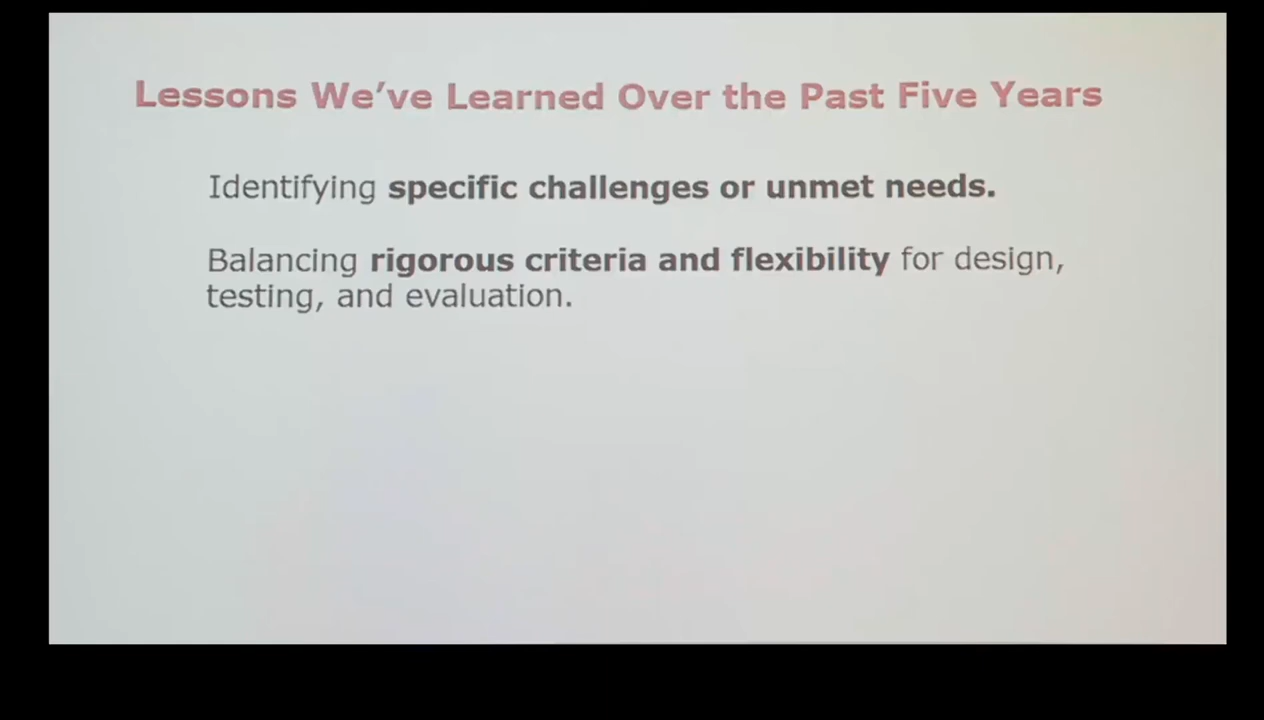 Lessons We've Learned Over the Past Five Years
Identifying specific challenges or unmet needs.
Balancing rigorous criteria and flexibility for design,
testing, and evaluation.